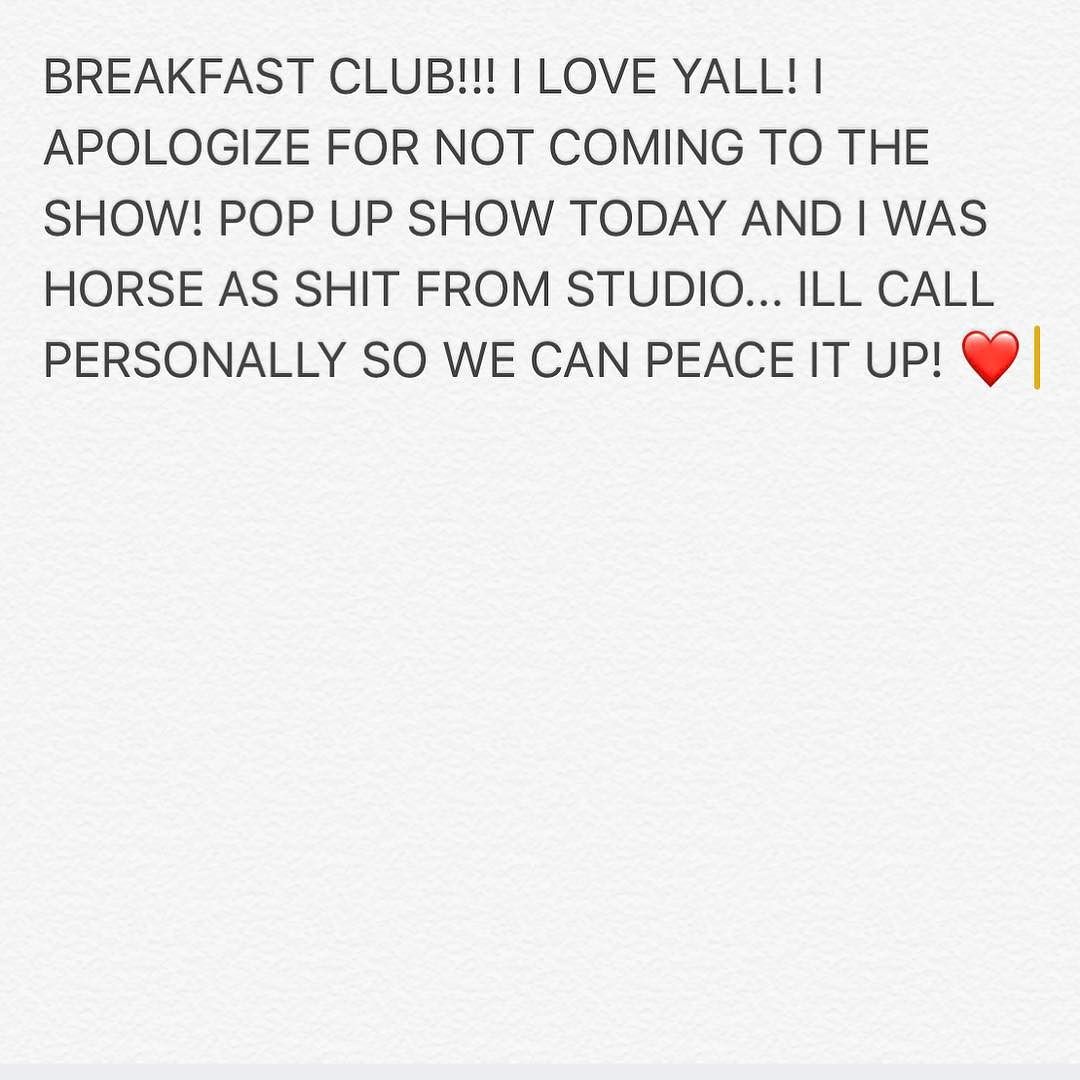 BREAKFAST CLUB!!! I LOVE YALL! I
APOLOGIZE FOR NOT COMING TO THE
SHOW! POP UP SHOW TODAY AND I WAS
HORSE AS SHIT FROM STUDIO... ILL CALL
PERSONALLY SO WE CAN PEACE IT UP! ❤️